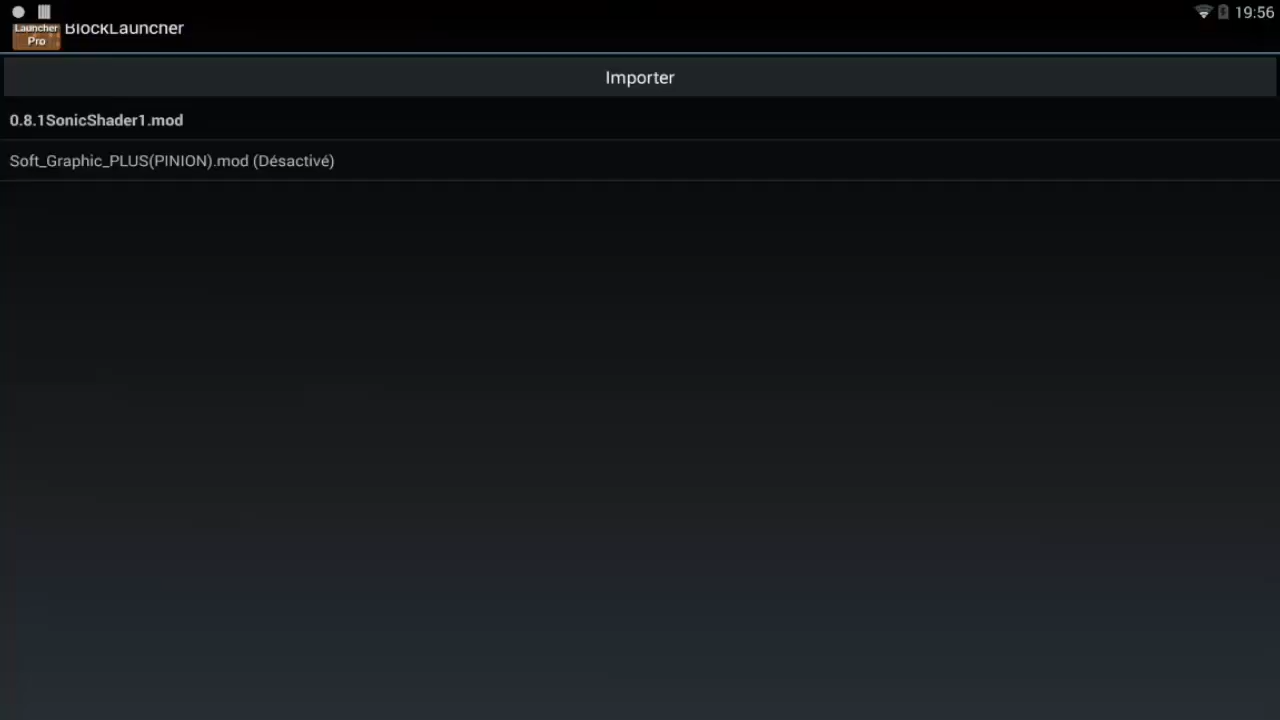 19:56
Launcher
Pro
BlockLauncher
Importer
0.8.1SonicShader1.mod
Soft_Graphic_PLUS(PINION).mod (Désactivé)